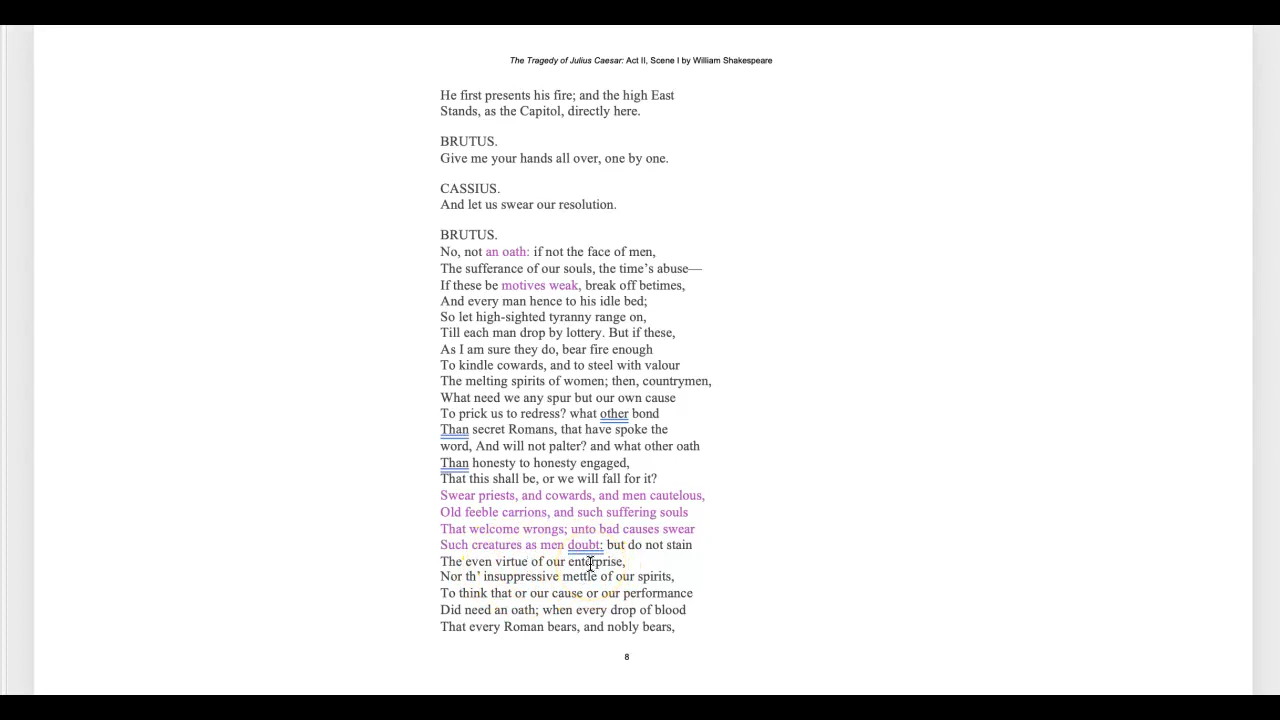 The Tragedy of Julius Caesar: Act II, Scene I by William Shakespeare
He first presents his fire; and the high East
Stands, as the Capitol, directly here.
BRUTUS.
Give me your hands all over, one by one.
CASSIUS.
And let us swear our resolution.
BRUTUS.
No, not an oath: if not the face of men,
The sufferance of our souls, the time’s abuse—
If these be motives weak, break off betimes,
And every man hence to his idle bed;
So let high-sighted tyranny range on,
Till each man drop by lottery. But if these,
As I am sure they do, bear fire enough
To kindle cowards, and to steel with valour
The melting spirits of women; then, countrymen,
What need we any spur but our own cause
To prick us to redress? what other bond
Than secret Romans, that have spoke the
word, And will not palter? and what other oath
Than honesty to honesty engaged,
That this shall be, or we will fall for it?
Swear priests, and cowards, and men cautelous,
Old feeble carrions, and such suffering souls
That welcome wrongs; unto bad causes swear
Such creatures as men doubt: but do not stain
The even virtue of our enterprise,
Nor th’ insuppressive mettle of our spirits,
To think that or our cause or our performance
Did need an oath; when every drop of blood
That every Roman bears, and nobly bears,
8